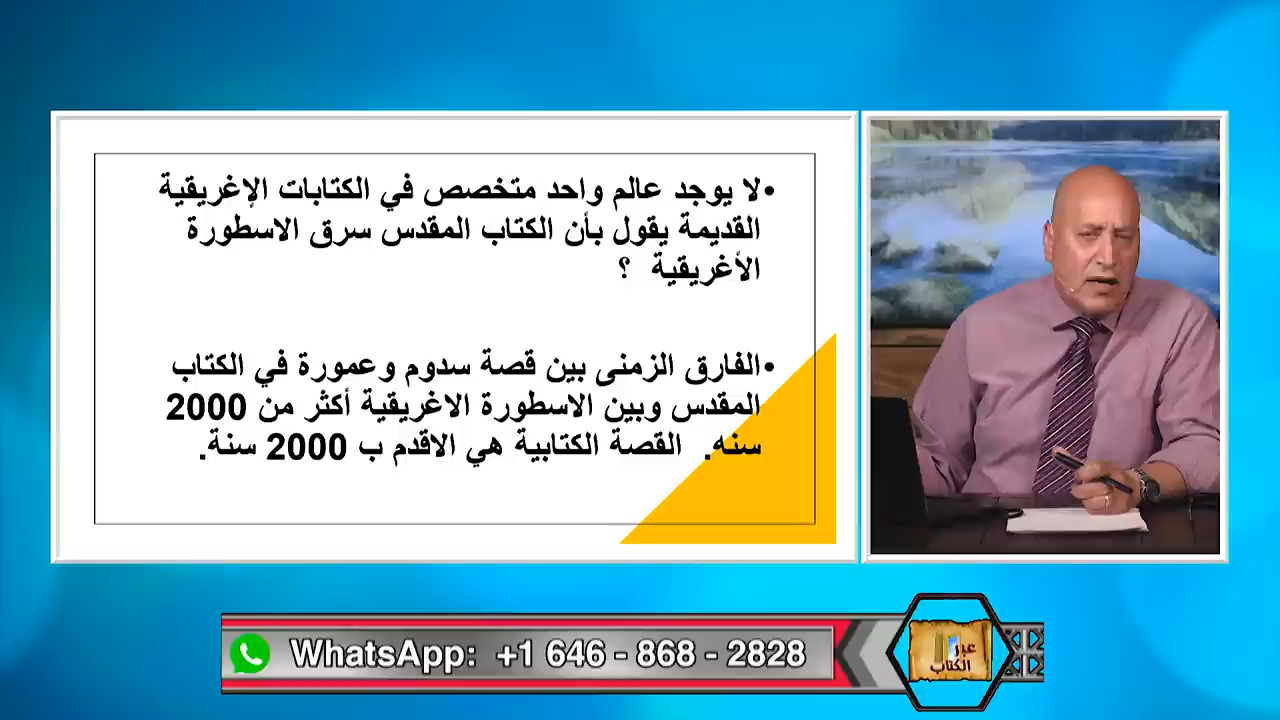 •لا يوجد عالم واحد متخصص في الكتابات الإغريقية
القديمة يقول بأن الكتاب المقدس سرق الاسطورة
الأغريقية ؟
•الفارق الزمنى بين قصة سدوم وعمورة في الكتاب
المقدس وبين الاسطورة الاغريقية أكثر من 2000
سنه. القصة الكتابية هي الاقدم ب 2000 سنة.
WhatsApp: +1 646 - 868 - 2828
عبر
الكتاب